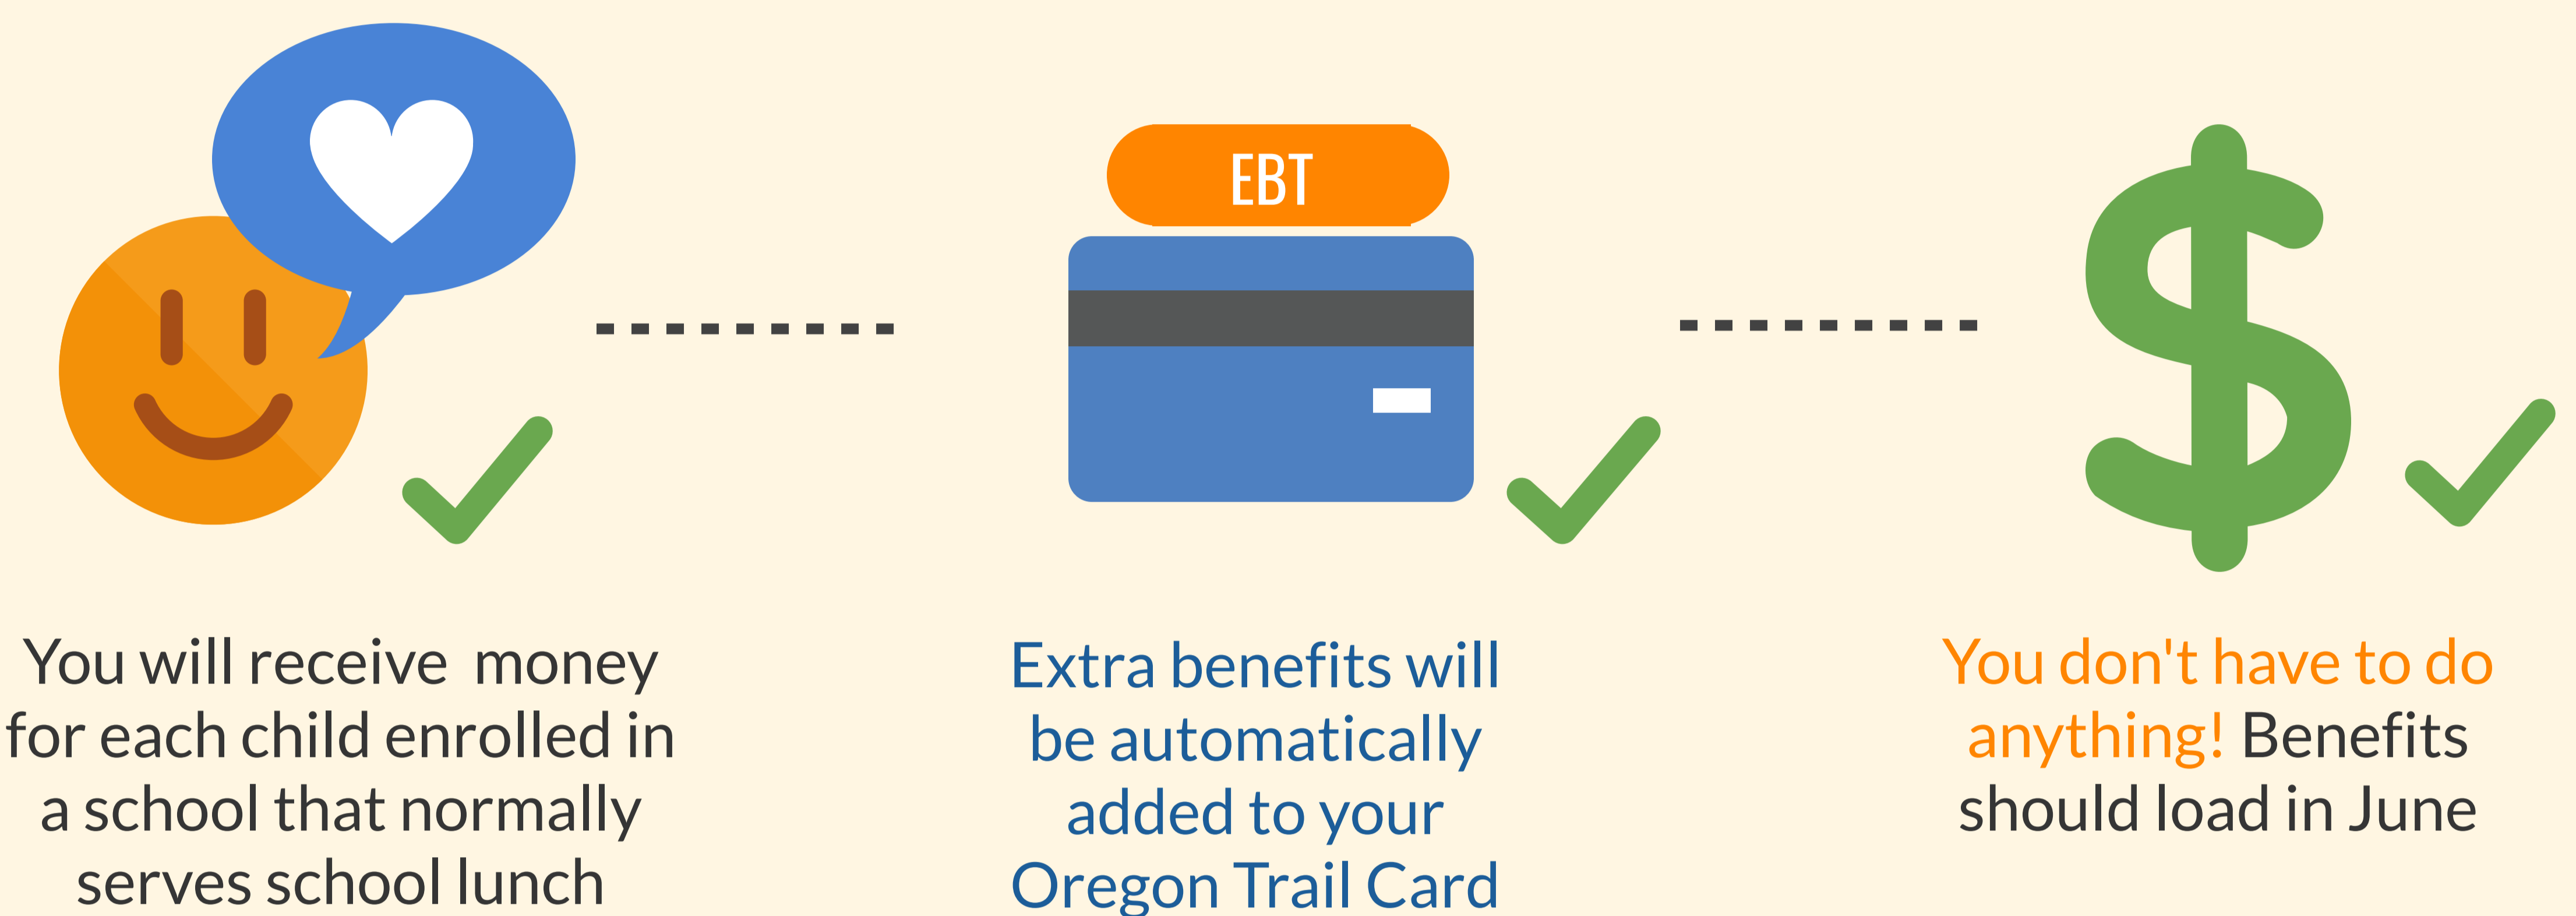 EBT
You will receive  money
for each child enrolled in
a school that normally
serves school lunch
Extra benefits will
be automatically
added to your
Oregon Trail Card
You don't have to do
anything! Benefits
should load in June